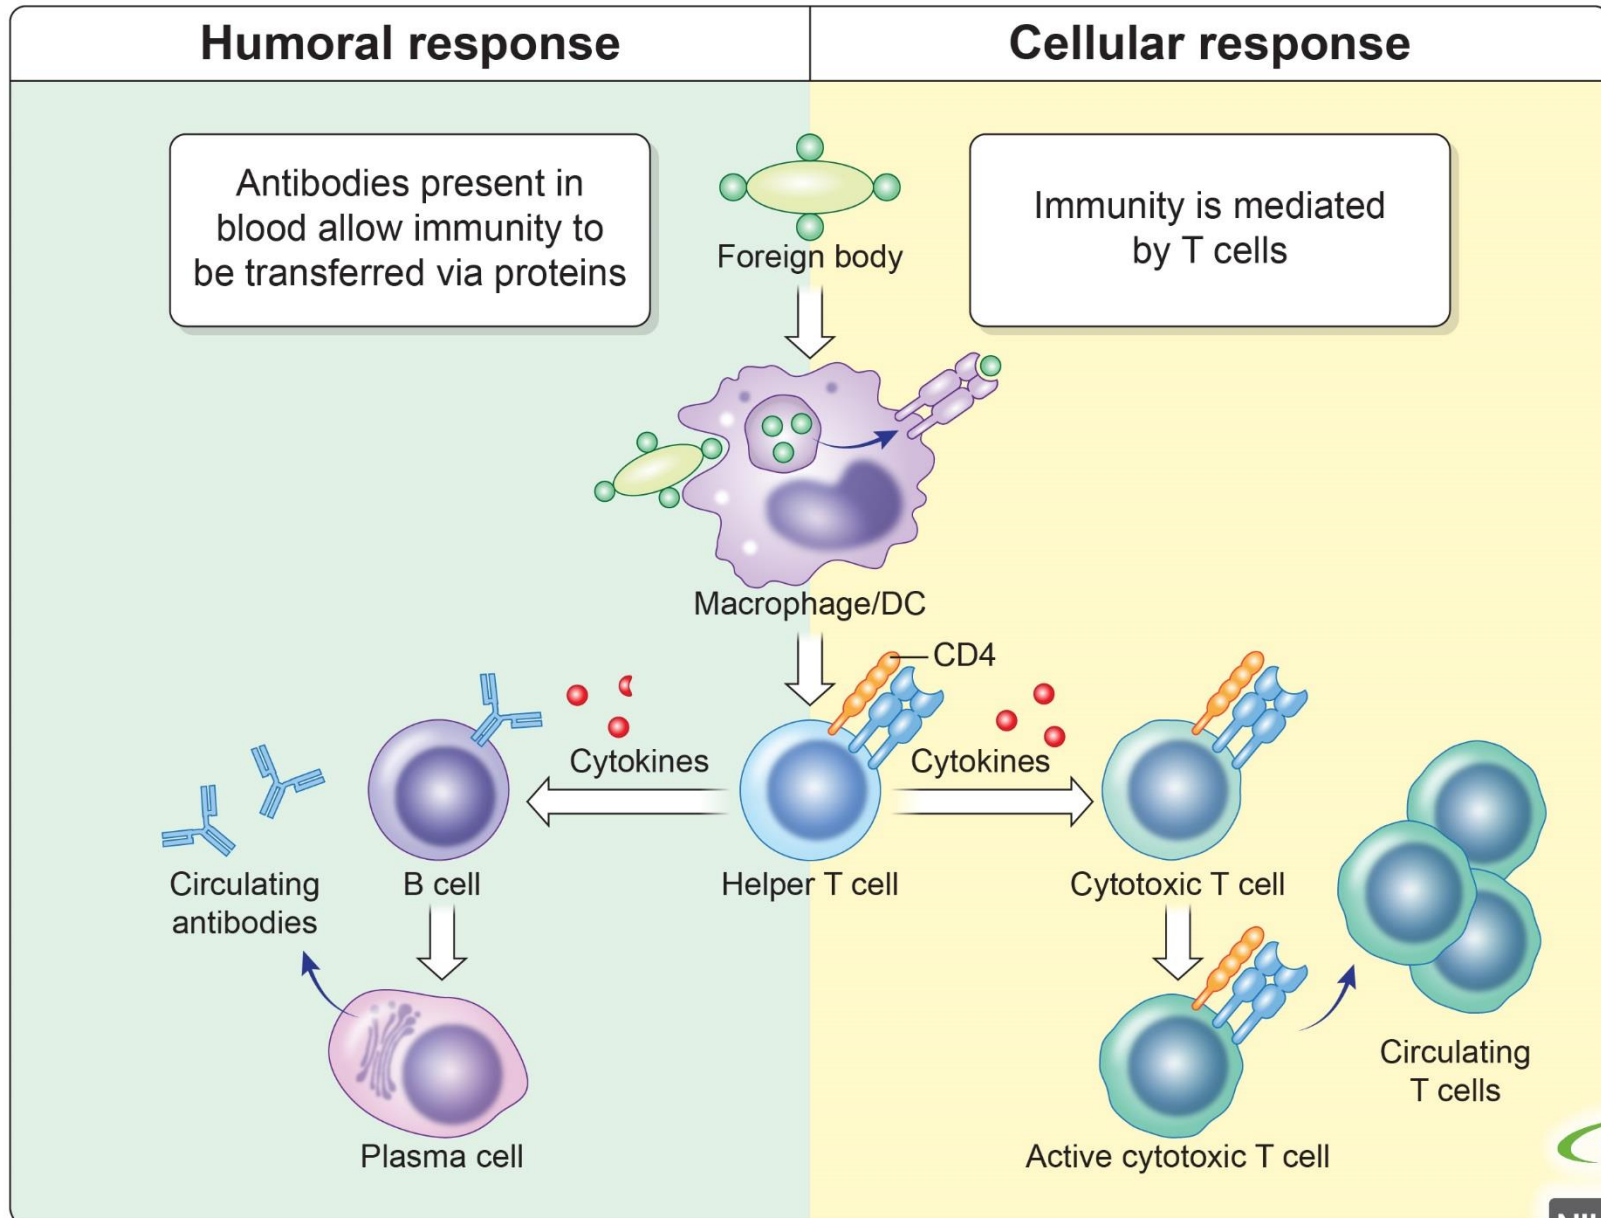 Humoral response
Cellular response
Antibodies present in
blood allow immunity to
be transferred via proteins
Foreign body
Immunity is mediated
by T cells
Macrophage/DC
CD4
Cytokines
Cytokines
Circulating
antibodies
B cell
Helper T cell
Cytotoxic T cell
Circulating
T cells
Plasma cell
Active cytotoxic T cell